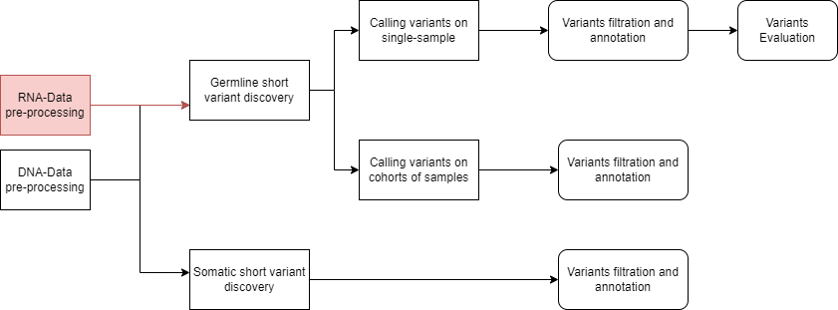 Calling variants on
single-sample
Variants filtration and
annotation
Variants
Evaluation
Germline short
variant discovery
RNA-Data
pre-processing
DNA-Data
pre-processing
Calling variants on
cohorts of samples
Variants filtration and
annotation
Somatic short variant
discovery
Variants filtration and
annotation